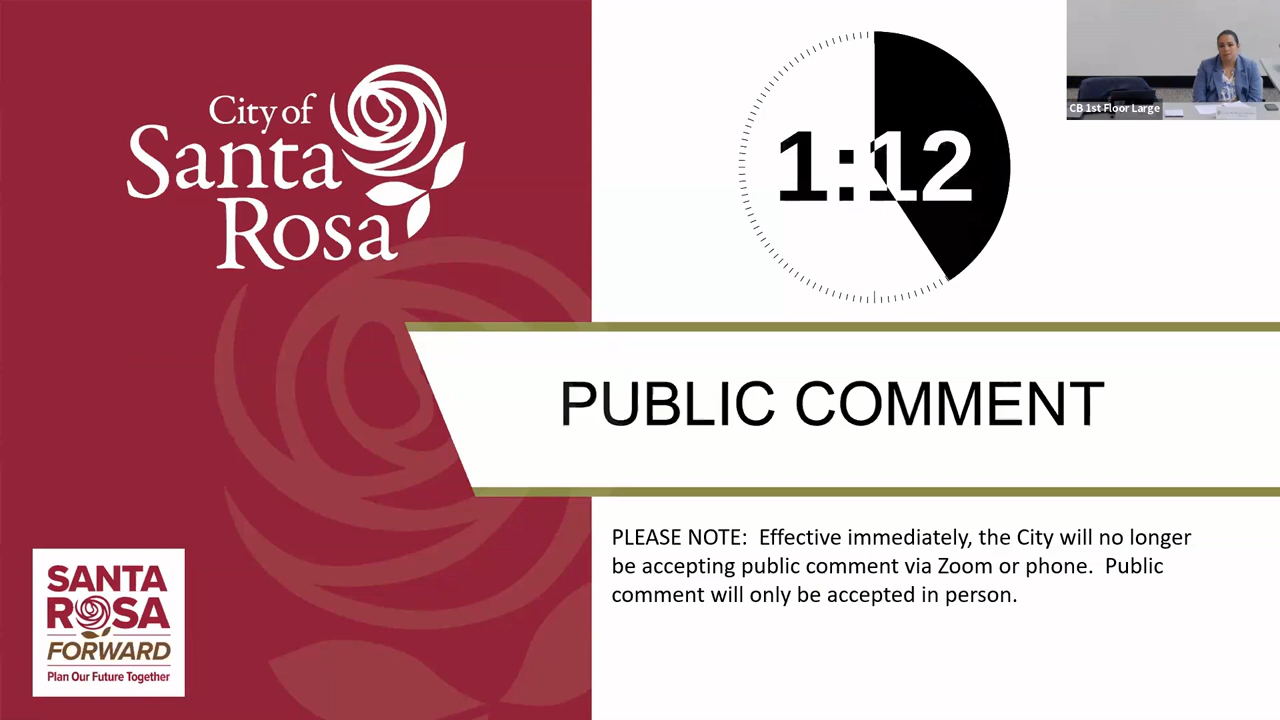 City of
Santa
Rosa
1:12
CB 1st Floor Large
PUBLIC COMMENT
PLEASE NOTE:  Effective immediately, the City will no longer
be accepting public comment via Zoom or phone.  Public
comment will only be accepted in person.
SANTA
ROSA
FORWARD
Plan Our Future Together